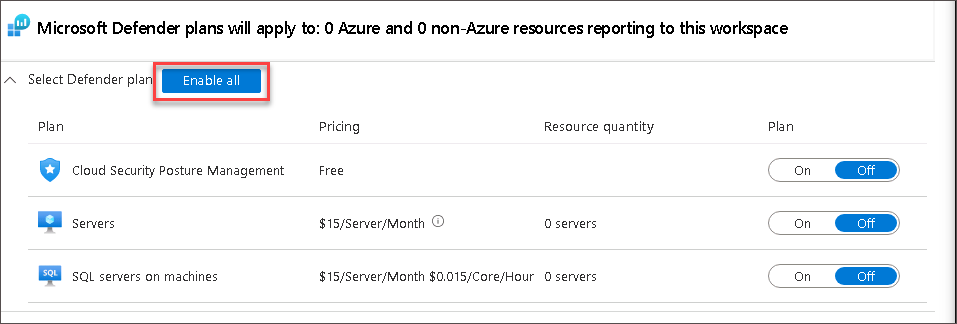 Microsoft Defender plans will apply to: 0 Azure and 0 non-Azure resources reporting to this workspace
Select Defender plan Enable all
Plan Pricing Resource quantity Plan
Cloud Security Posture Management Free On Off
Servers $15/Server/Month 0 servers On Off
SQL SQL servers on machines $15/Server/Month $0.015/Core/Hour 0 servers On Off